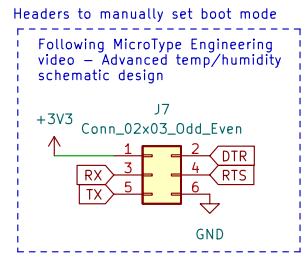 Headers to manually set boot mode
Following MicroType Engineering
video – Advanced temp/humidity
schematic design
J7
+3V3
Conn_02x03_Odd_Even
1 2 DTR
RX 3 4 RTS
TX 5 6
GND